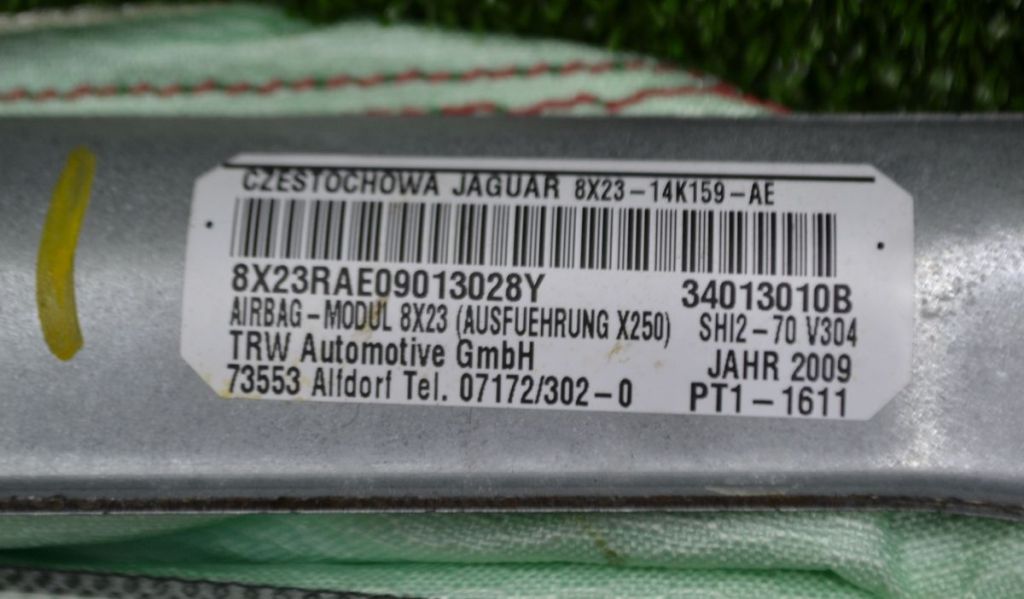 CZESTOCHOWA JAGUAR 8X23-14K159-AE
8X23RAE09013028Y 34013010B
AIRBAG-MODUL 8X23 (AUSFUEHRUNG X250) SHI2-70 V304
TRW Automotive GmbH JAHR 2009
73553 Alfdorf Tel. 07172/302-0 PT1-1611